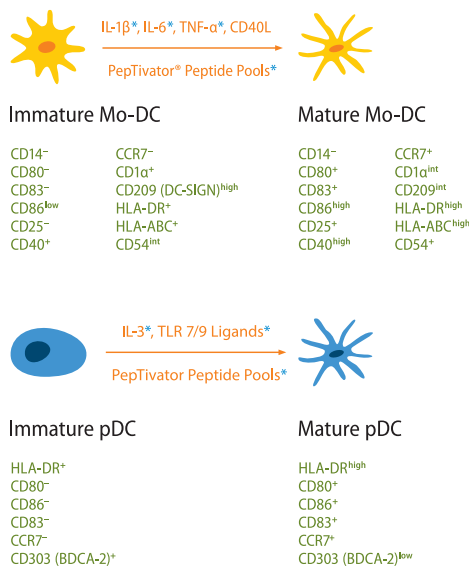 IL-1β*, IL-6*, TNF-α*, CD40L
PepTivator® Peptide Pools*
Immature Mo-DC
CD14⁻ CCR7⁻
CD80⁻ CD1α⁺
CD83⁻ CD209 (DC-SIGN)ʰⁱᵍʰ
CD86ˡᵒʷ HLA-DR⁺
CD25⁻ HLA-ABC⁺
CD40⁺ CD54ⁱⁿᵗ
Mature Mo-DC
CD14⁻ CCR7⁺
CD80⁺ CD1αⁱⁿᵗ
CD83⁺ CD209ⁱⁿᵗ
CD86ʰⁱᵍʰ HLA-DRʰⁱᵍʰ
CD25⁺ HLA-ABCʰⁱᵍʰ
CD40ʰⁱᵍʰ CD54⁺
IL-3*, TLR 7/9 Ligands*
PepTivator Peptide Pools*
Immature pDC
HLA-DR⁺
CD80⁻
CD86⁻
CD83⁻
CCR7⁻
CD303 (BDCA-2)⁺
Mature pDC
HLA-DRʰⁱᵍʰ
CD80⁺
CD86⁺
CD83⁺
CCR7⁺
CD303 (BDCA-2)ˡᵒʷ